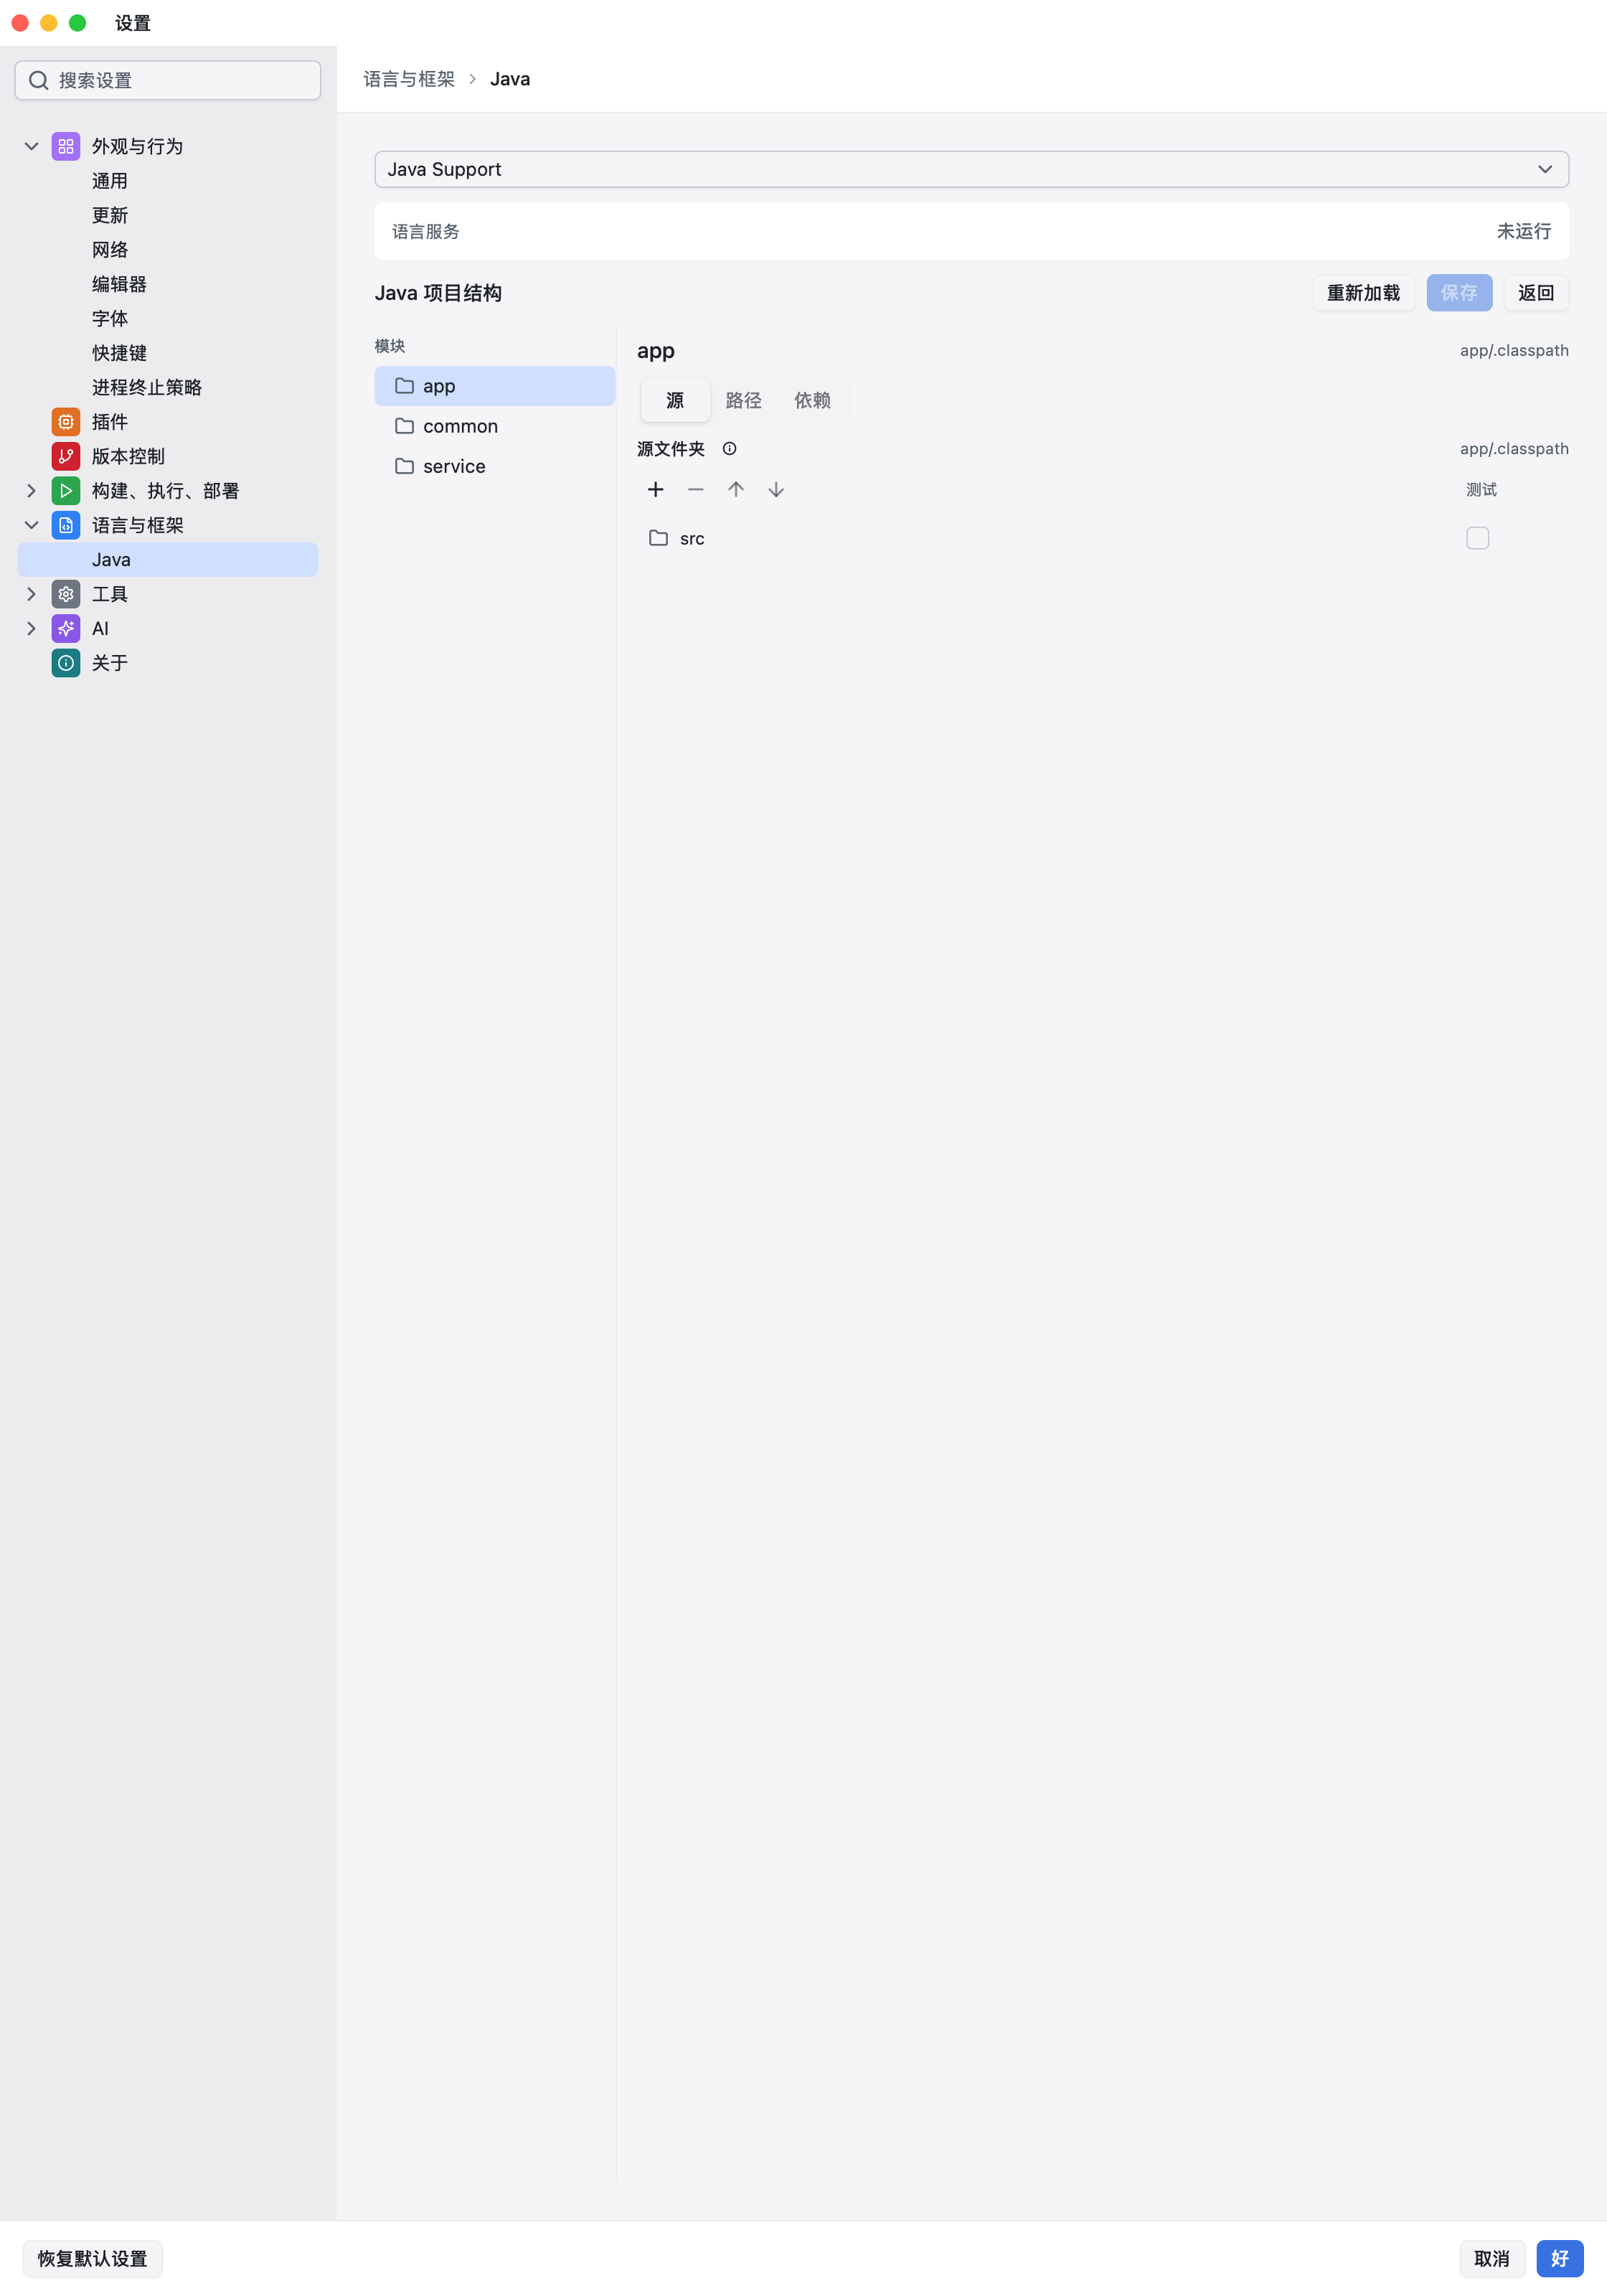 设置
搜索设置
外观与行为
通用
更新
网络
编辑器
字体
快捷键
进程终止策略
插件
版本控制
构建、执行、部署
语言与框架
Java
工具
AI
关于
语言与框架 > Java
Java Support
语言服务 未运行
Java 项目结构 重新加载 保存 返回
模块
app
common
service
app app/.classpath
源 路径 依赖
源文件夹 app/.classpath
测试
src
恢复默认设置 取消 好